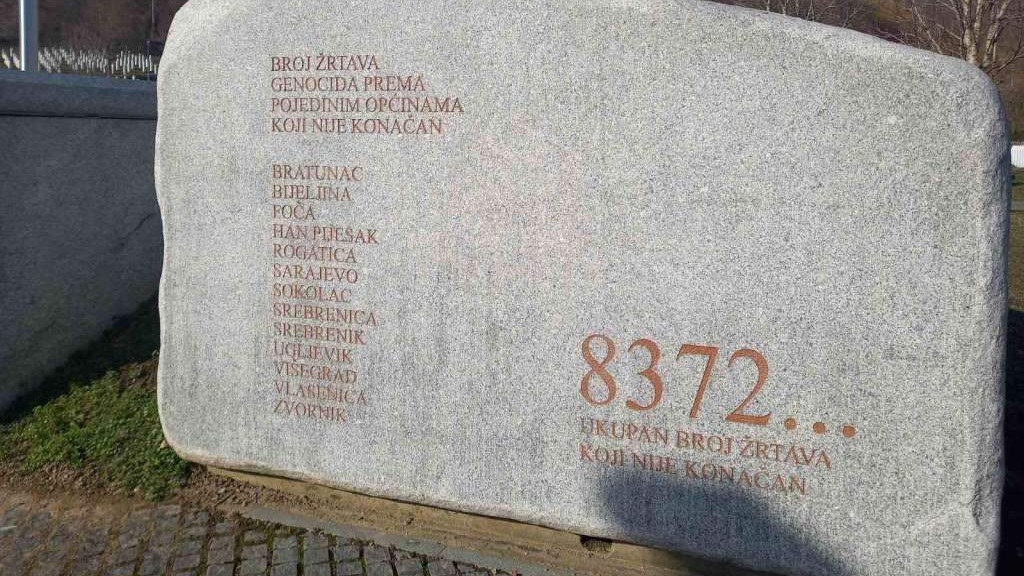 BROJ ŽRTAVA
GENOCIDA PREMA
POJEDINIM OPĆINAMA
KOJI NIJE KONAČAN
BRATUNAC
BIJELJINA
FOČA
HAN PIJESAK
ROGATICA
SARAJEVO
SOKOLAC
SREBRENICA
SREBRENIK
UGLJEVIK
VIŠEGRAD
VLASENICA
ZVORNIK
8372...
UKUPAN BROJ ŽRTAVA
KOJI NIJE KONAČAN